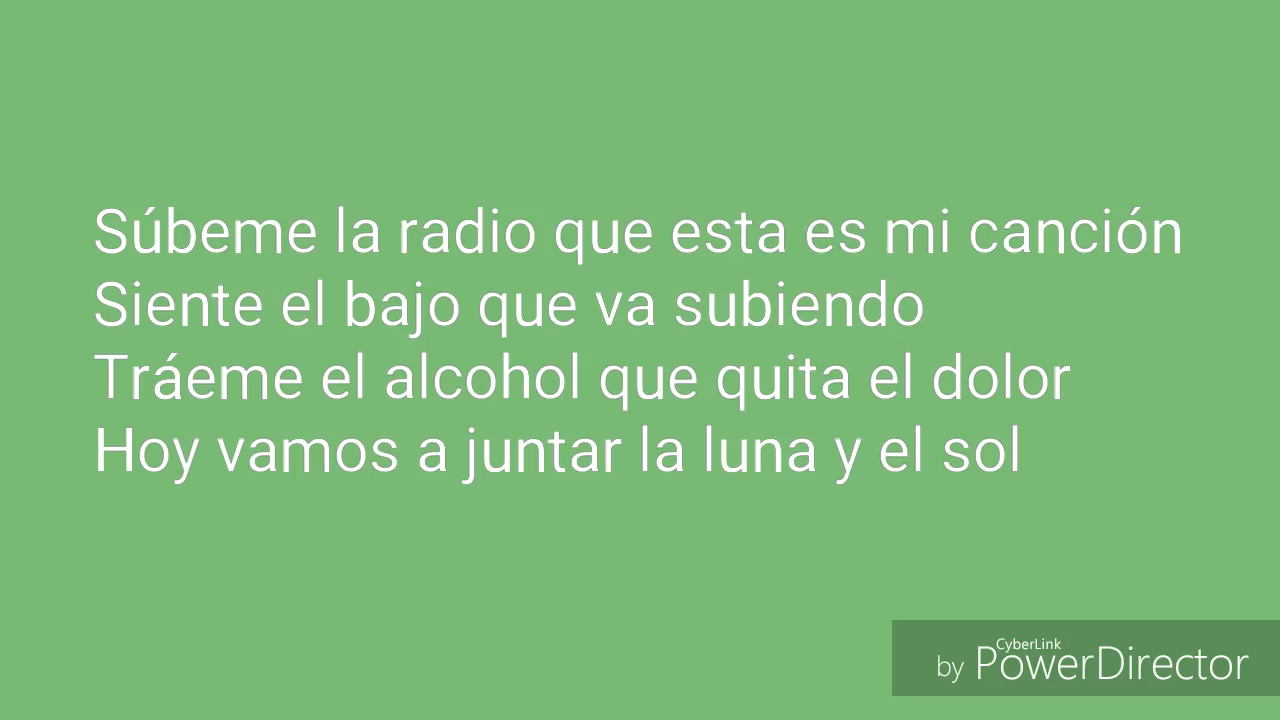 Súbeme la radio que esta es mi canción
Siente el bajo que va subiendo
Tráeme el alcohol que quita el dolor
Hoy vamos a juntar la luna y el sol
CyberLink
by PowerDirector